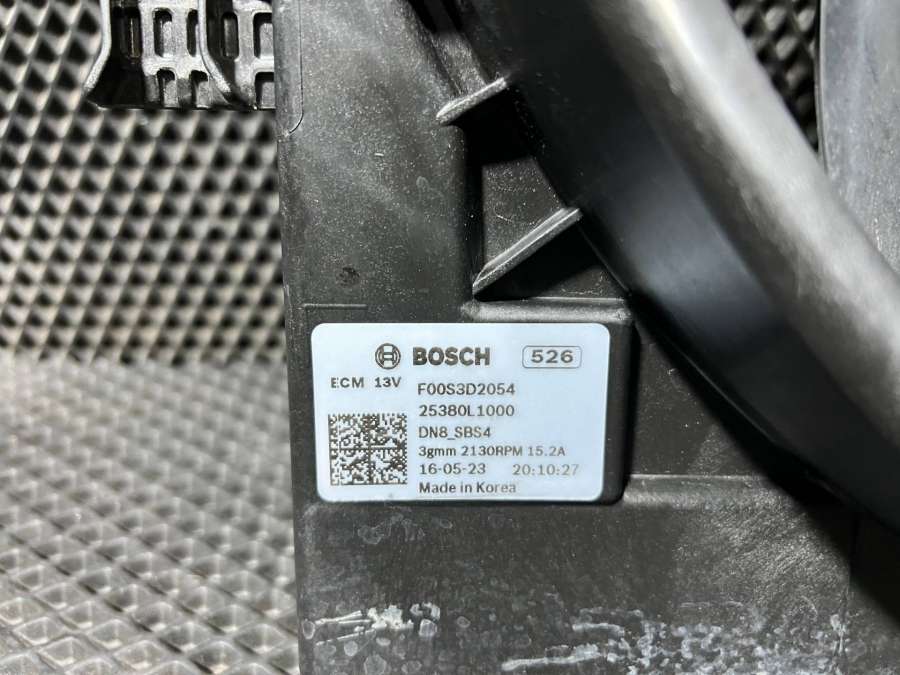 BOSCH 526
ECM 13V
F00S3D2054
25380L1000
DN8_SBS4
3gmm 2130RPM 15.2A
16-05-23 20:10:27
Made in Korea